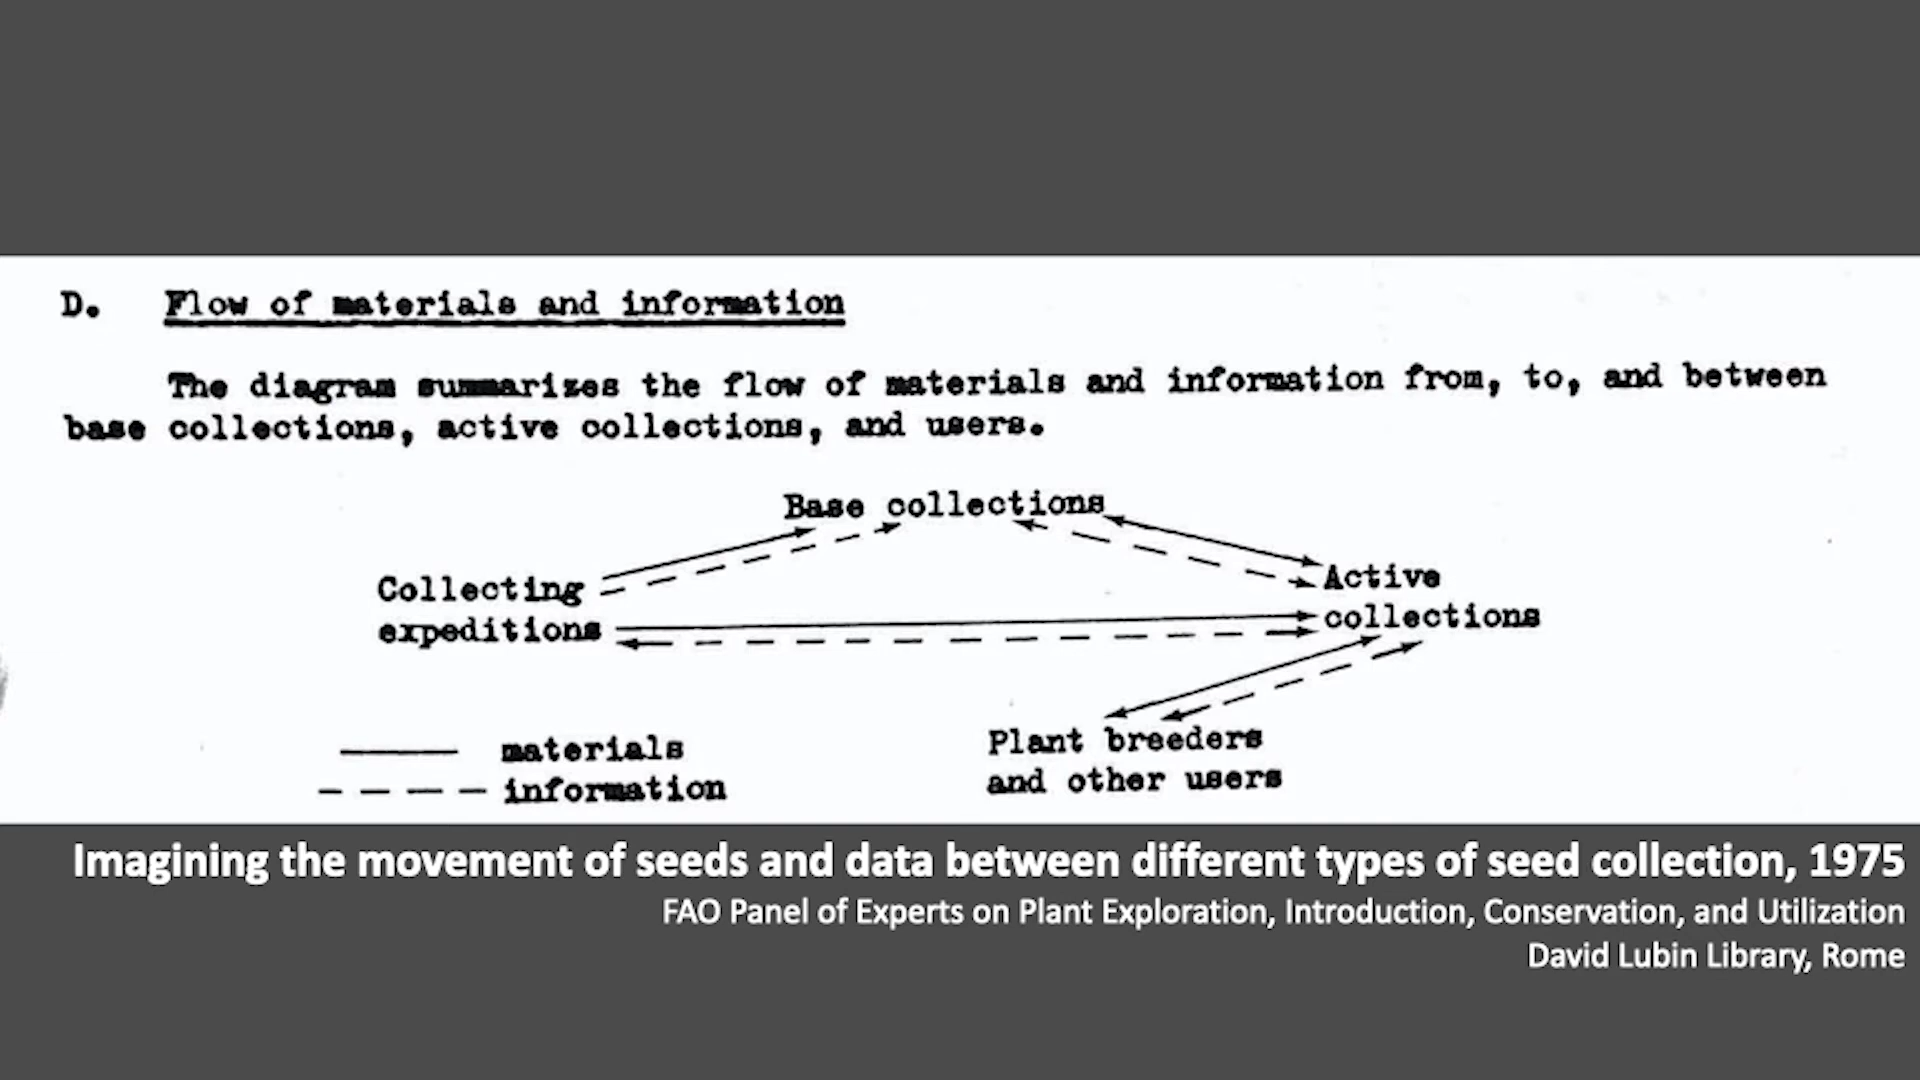 D. Flow of materials and information
The diagram summarizes the flow of materials and information from, to, and between
base collections, active collections, and users.
Base collections
Collecting
expeditions
Active
collections
Plant breeders
and other users
materials
information
Imagining the movement of seeds and data between different types of seed collection, 1975
FAO Panel of Experts on Plant Exploration, Introduction, Conservation, and Utilization
David Lubin Library, Rome